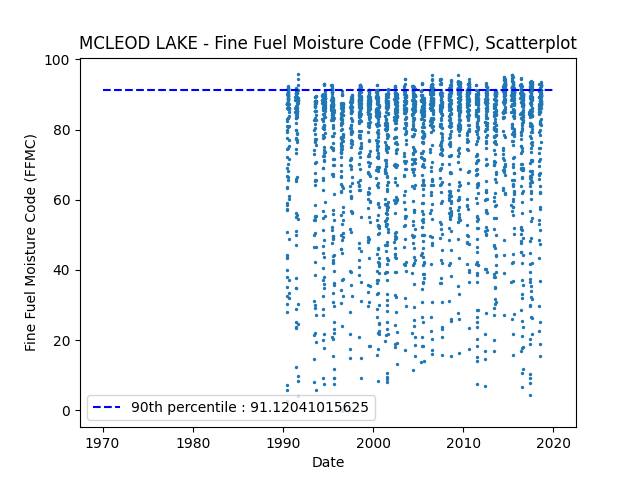 MCLEOD LAKE - Fine Fuel Moisture Code (FFMC), Scatterplot
100
80
60
40
20
0
Fine Fuel Moisture Code (FFMC)
90th percentile : 91.12041015625
1970 1980 1990 2000 2010 2020
Date